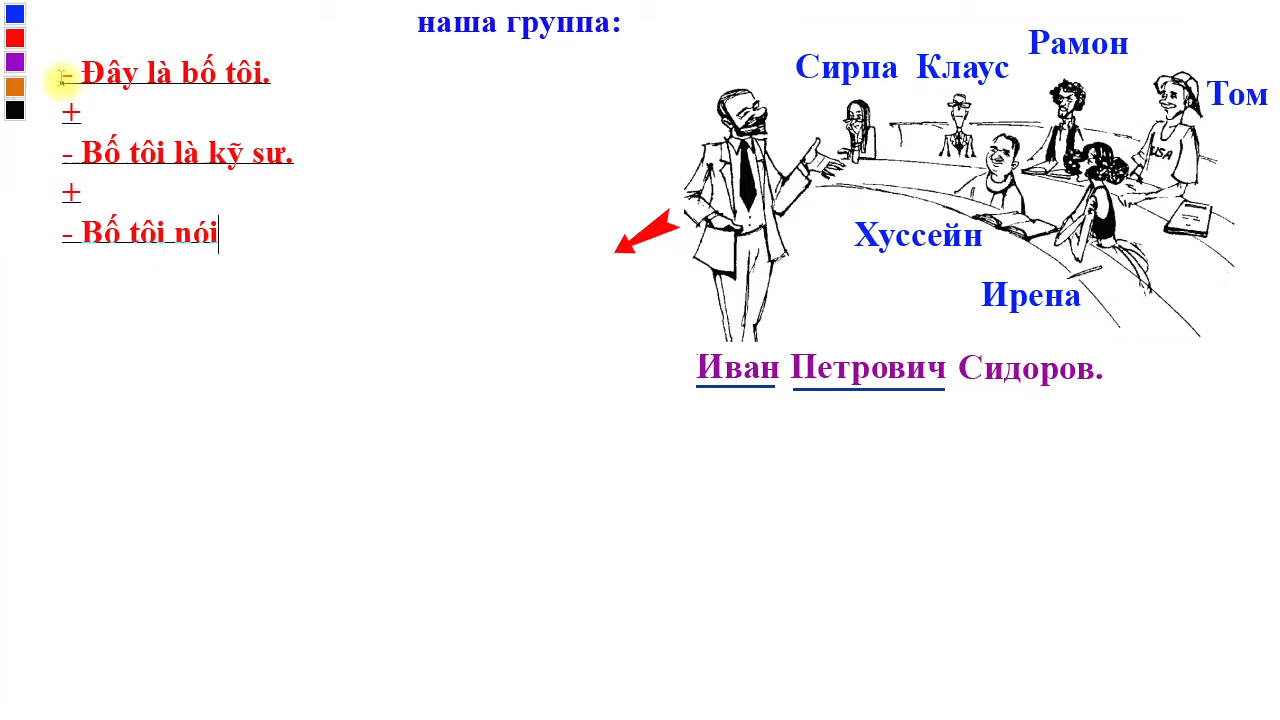 наша группа:
- Đây là bố tôi.
+
- Bố tôi là kỹ sư.
+
- Bố tôi nói
Рамон
Сирпа Клаус
Том
USA
Хуссейн
Ирена
Иван Петрович Сидоров.